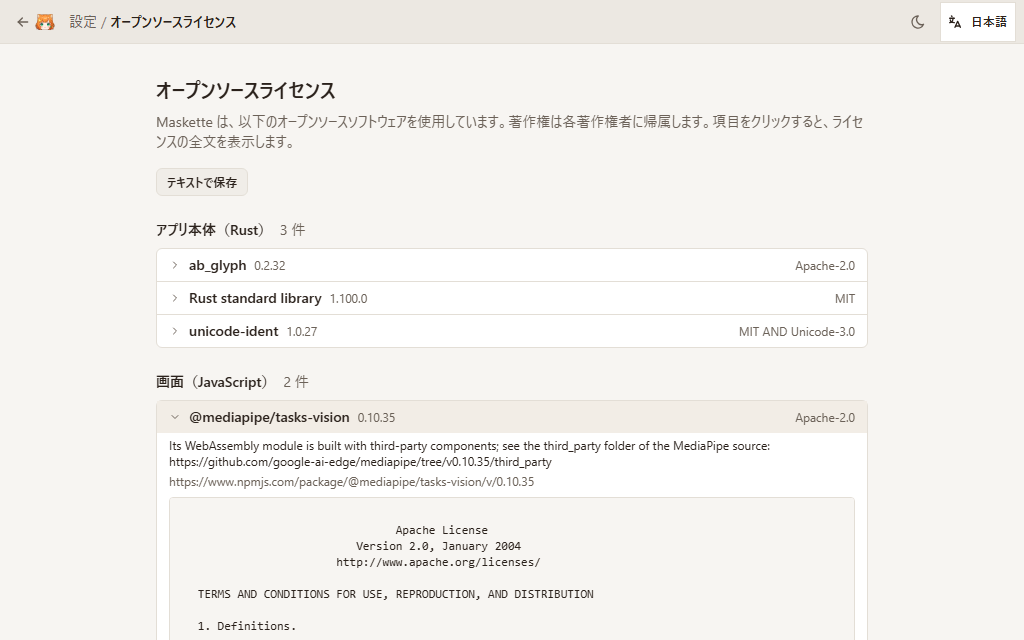 設定 / オープンソースライセンス
日本語
オープンソースライセンス
Maskette は、以下のオープンソースソフトウェアを使用しています。著作権は各著作権者に帰属します。項目をクリックすると、ライセ
ンスの全文を表示します。
テキストで保存
アプリ本体（Rust） 3 件
ab_glyph 0.2.32 Apache-2.0
Rust standard library 1.100.0 MIT
unicode-ident 1.0.27 MIT AND Unicode-3.0
画面（JavaScript） 2 件
@mediapipe/tasks-vision 0.10.35 Apache-2.0
Its WebAssembly module is built with third-party components; see the third_party folder of the MediaPipe source:
https://github.com/google-ai-edge/mediapipe/tree/v0.10.35/third_party
https://www.npmjs.com/package/@mediapipe/tasks-vision/v/0.10.35
Apache License
Version 2.0, January 2004
http://www.apache.org/licenses/
TERMS AND CONDITIONS FOR USE, REPRODUCTION, AND DISTRIBUTION
1. Definitions.